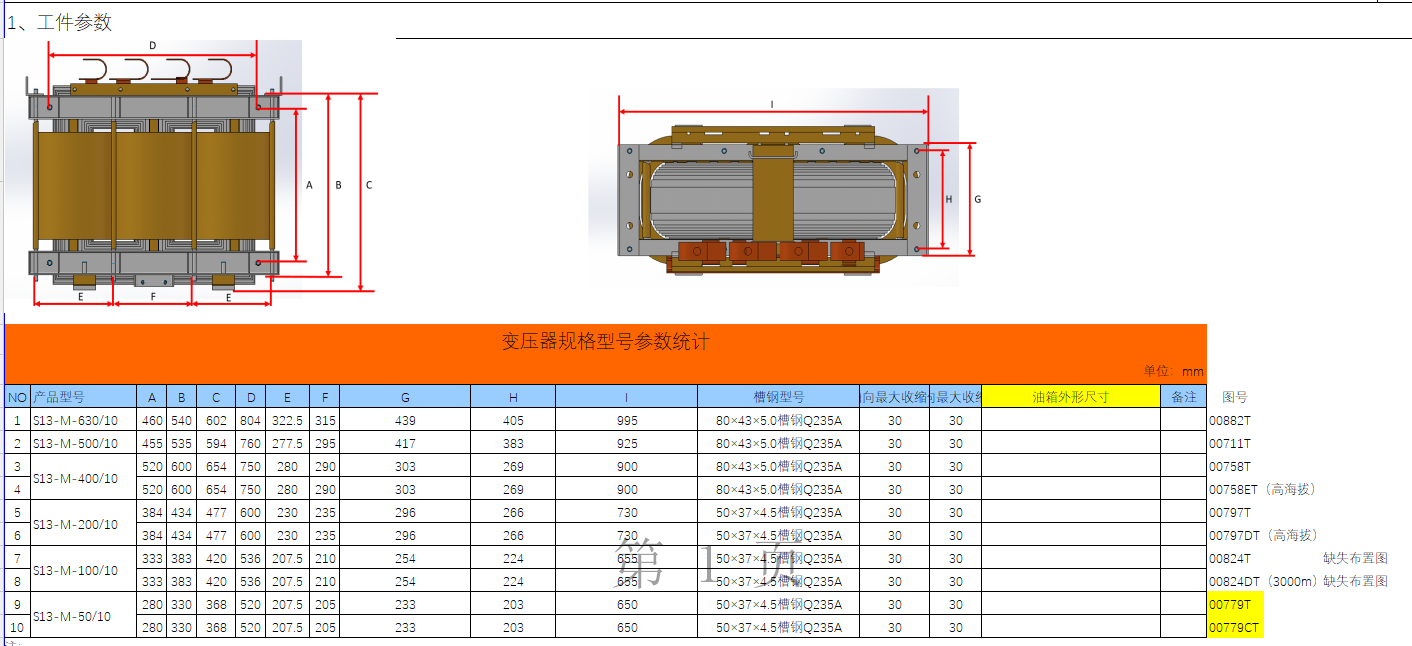 1、工件参数
D
A B C
E F E
I
H G
变压器规格型号参数统计
单位：mm
NO 产品型号 A B C D E F G H I 槽钢型号 向最大收缩 向最大收缩 油箱外形尺寸 备注 图号
1 S13-M-630/10 460 540 602 804 322.5 315 439 405 995 80×43×5.0槽钢Q235A 30 30 00882T
2 S13-M-500/10 455 535 594 760 277.5 295 417 383 925 80×43×5.0槽钢Q235A 30 30 00711T
3 S13-M-400/10 520 600 654 750 280 290 303 269 900 80×43×5.0槽钢Q235A 30 30 00758T
4 520 600 654 750 280 290 303 269 900 80×43×5.0槽钢Q235A 30 30 00758ET（高海拔）
5 S13-M-200/10 384 434 477 600 230 235 296 266 730 50×37×4.5槽钢Q235A 30 30 00797T
6 384 434 477 600 230 235 296 266 730 50×37×4.5槽钢Q235A 30 30 00797DT（高海拔）
7 S13-M-100/10 333 383 420 536 207.5 210 254 224 655 50×37×4.5槽钢Q235A 30 30 00824T 缺失布置图
8 333 383 420 536 207.5 210 254 224 655 50×37×4.5槽钢Q235A 30 30 00824DT（3000m）缺失布置图
9 S13-M-50/10 280 330 368 520 207.5 205 233 203 650 50×37×4.5槽钢Q235A 30 30 00779T
10 280 330 368 520 207.5 205 233 203 650 50×37×4.5槽钢Q235A 30 30 00779CT
第 1 页